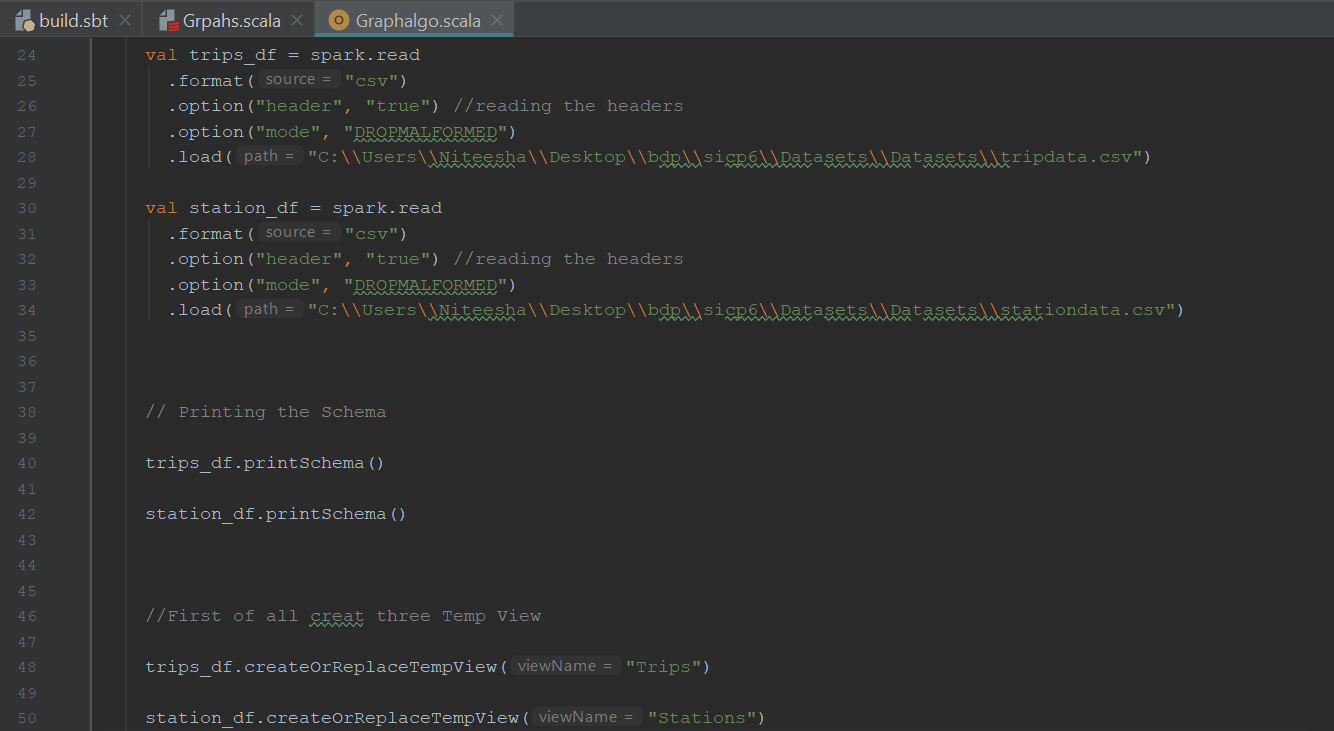 build.sbt × Grpahs.scala × Graphalgo.scala ×
24 val trips_df = spark.read
25 .format( source = "csv")
26 .option("header", "true") //reading the headers
27 .option("mode", "DROPMALFORMED")
28 .load( path = "C:\\Users\\Niteesha\\Desktop\\bdp\\sicp6\\Datasets\\Datasets\\tripdata.csv")
29
30 val station_df = spark.read
31 .format( source = "csv")
32 .option("header", "true") //reading the headers
33 .option("mode", "DROPMALFORMED")
34 .load( path = "C:\\Users\\Niteesha\\Desktop\\bdp\\sicp6\\Datasets\\Datasets\\stationdata.csv")
35
36
37
38 // Printing the Schema
39
40 trips_df.printSchema()
41
42 station_df.printSchema()
43
44
45
46 //First of all creat three Temp View
47
48 trips_df.createOrReplaceTempView( viewName = "Trips")
49
50 station_df.createOrReplaceTempView( viewName = "Stations")